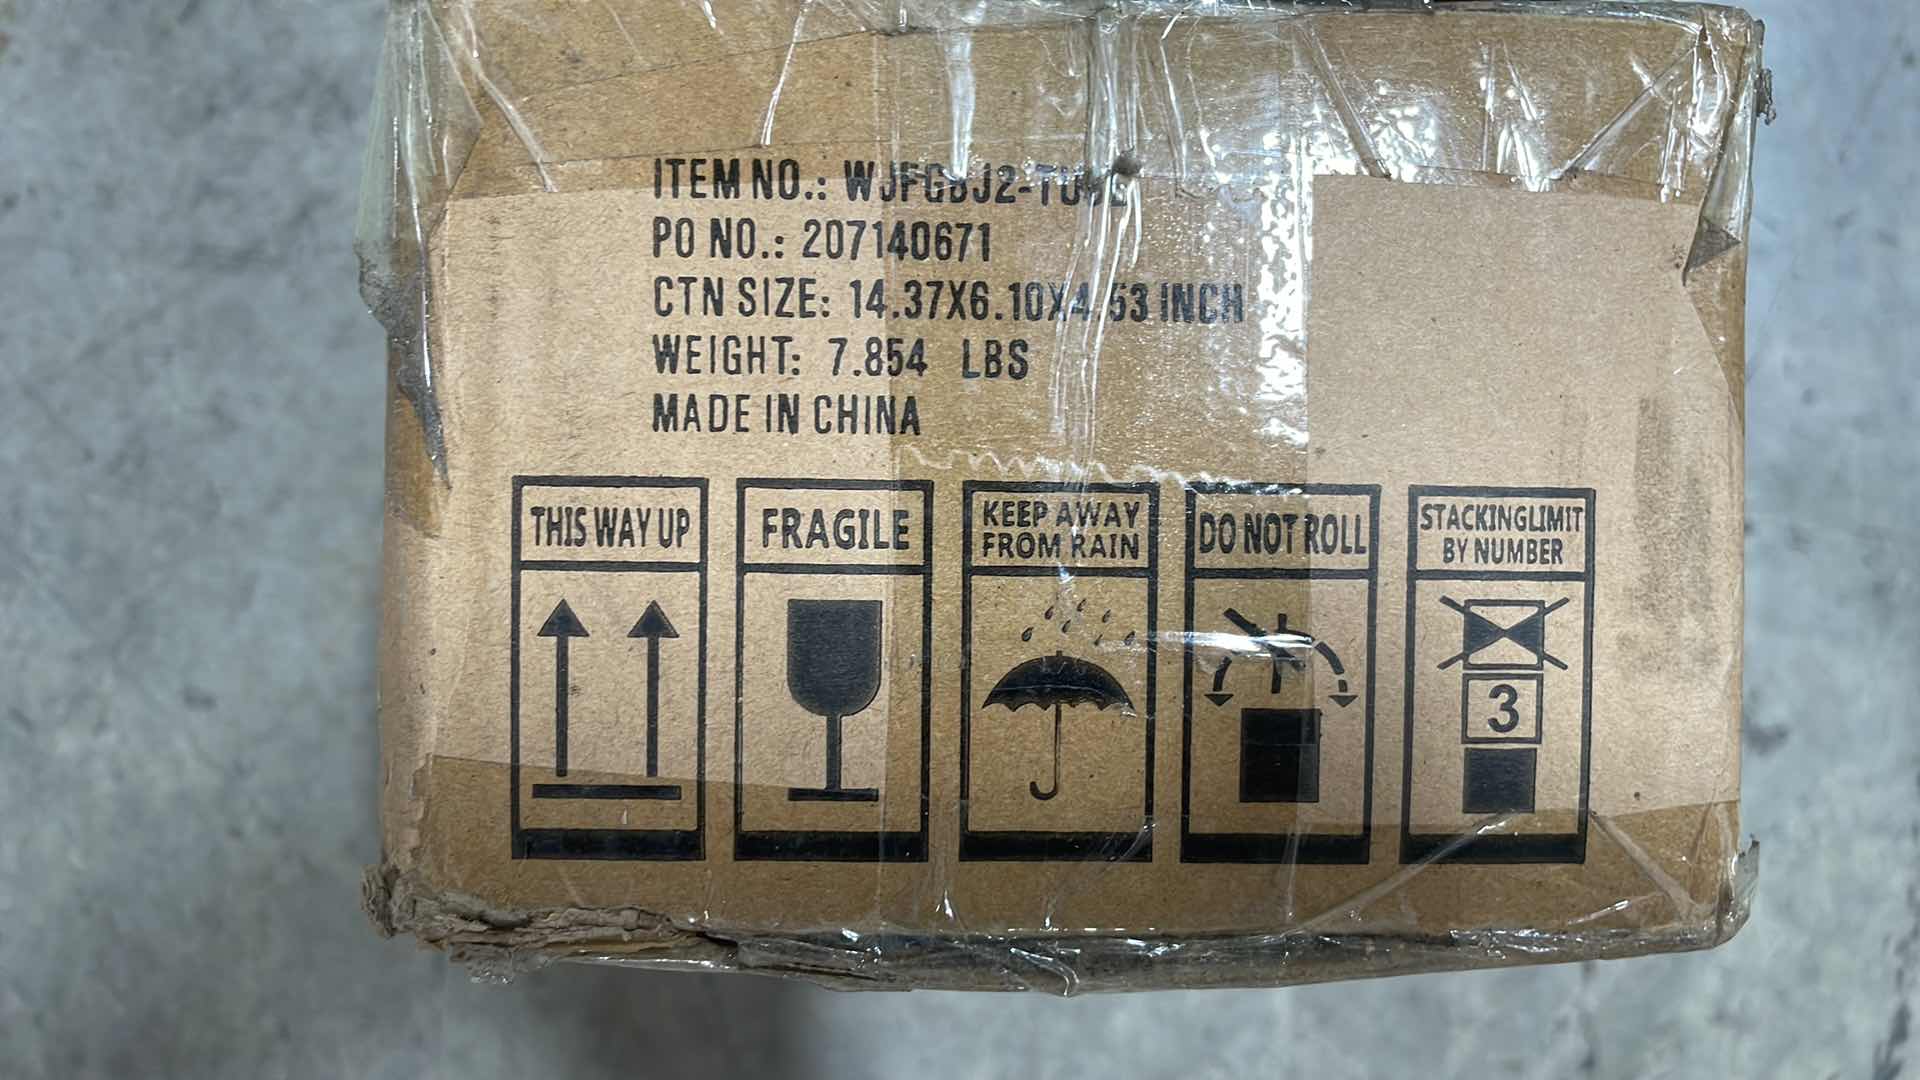 ITEM NO.:
PO NO.: 207140671
CTN SIZE: 14.37X6.10X4.53 INCH
WEIGHT: 7.854 LBS
MADE IN CHINA
THIS WAY UP
FRAGILE
KEEP AWAY
FROM RAIN
DO NOT ROLL
STACKINGLIMIT
BY NUMBER
3